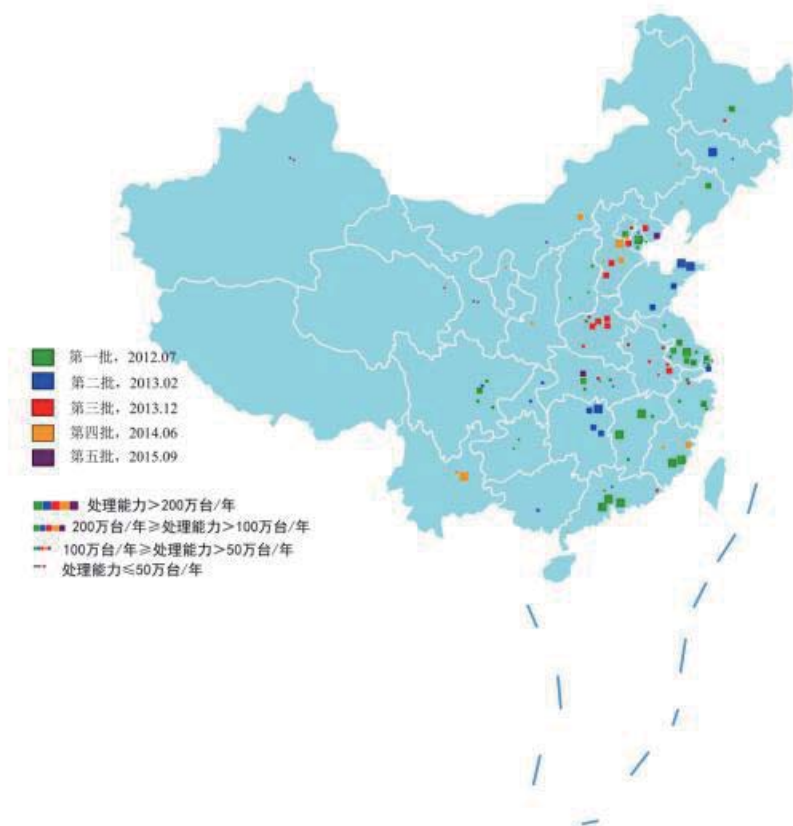 第一批，2012.07
第二批，2013.02
第三批，2013.12
第四批，2014.06
第五批，2015.09
处理能力＞200万台/年
200万台/年≥处理能力＞100万台/年
100万台/年≥处理能力＞50万台/年
处理能力≤50万台/年